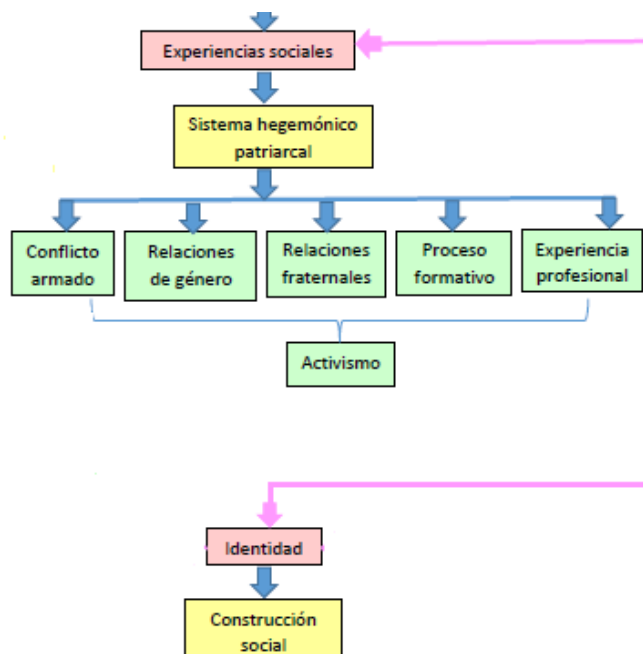 Experiencias sociales
Sistema hegemónico
patriarcal
Conflicto
armado
Relaciones
de género
Relaciones
fraternales
Proceso
formativo
Experiencia
profesional
Activismo
Identidad
Construcción
social